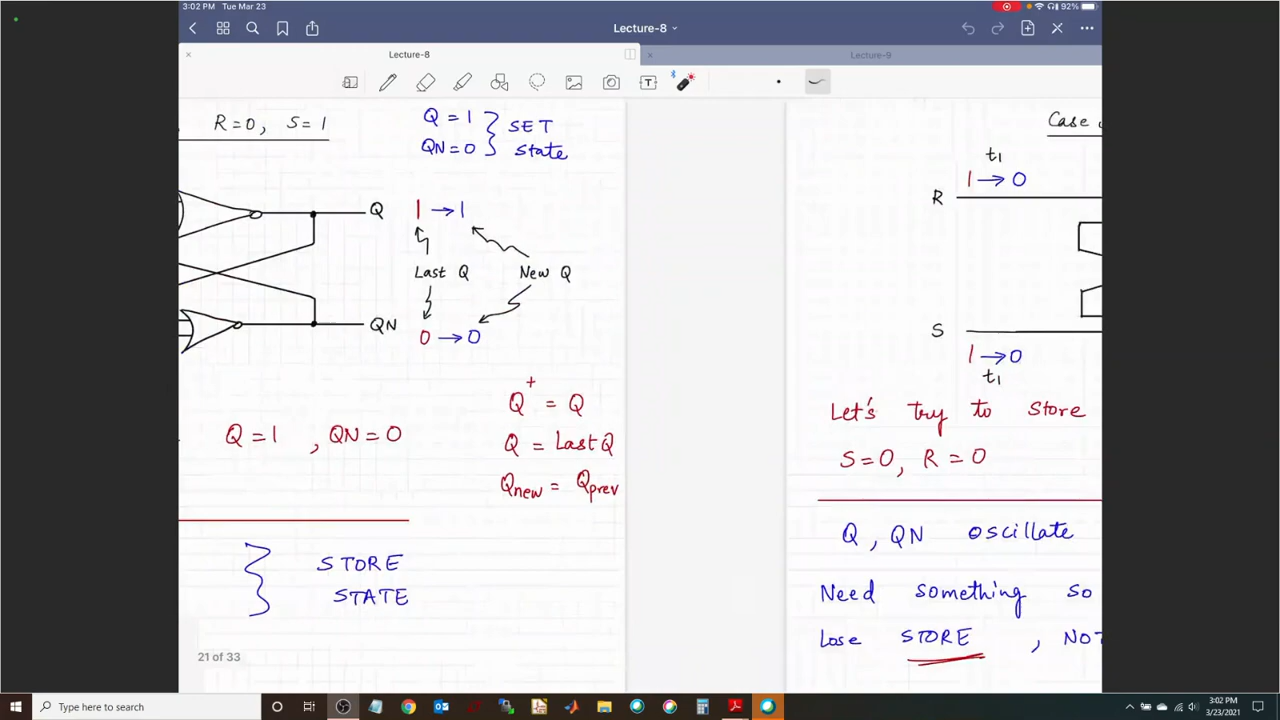 3:02 PM Tue Mar 23
92%
Lecture-8
Lecture-8
Lecture-9
R=0, S=1
Q = 1
QN=0
SET
State
Q
1 → 1
Last Q
New Q
QN
0 → 0
Q+ = Q
Q=1, QN=0
Q = Last Q
Qnew = Qprev
STORE
STATE
21 of 33
Case
t1
1 → 0
R
S
1 → 0
t1
Let's try to Store
S=0, R=0
Q, QN oscillate
Need something so
Lose STORE, NOT
Type here to search
3:02 PM
3/23/2021